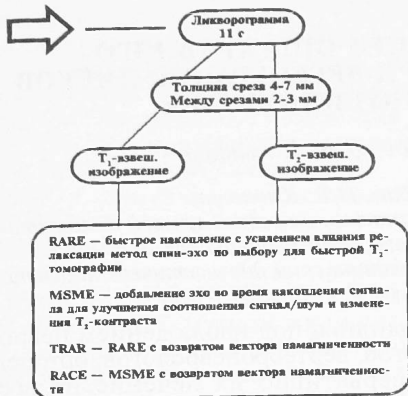 Ликворограмма
11 с
Толщина среза 4-7 мм
Между срезами 2-3 мм
T₁-взвеш.
изображение
T₂-взвеш.
изображение
RARE — быстрое накопление с усилением влияния ре-
лаксации метод спин-эхо по выбору для быстрой T₂-
томографии
MSME — добавление эхо во время накопления сигна-
ла для улучшения соотношения сигнал/шум и измене-
ния T₂-контраста
TRAR — RARE с возвратом вектора намагниченности
RACE — MSME с возвратом вектора намагниченнос-
ти